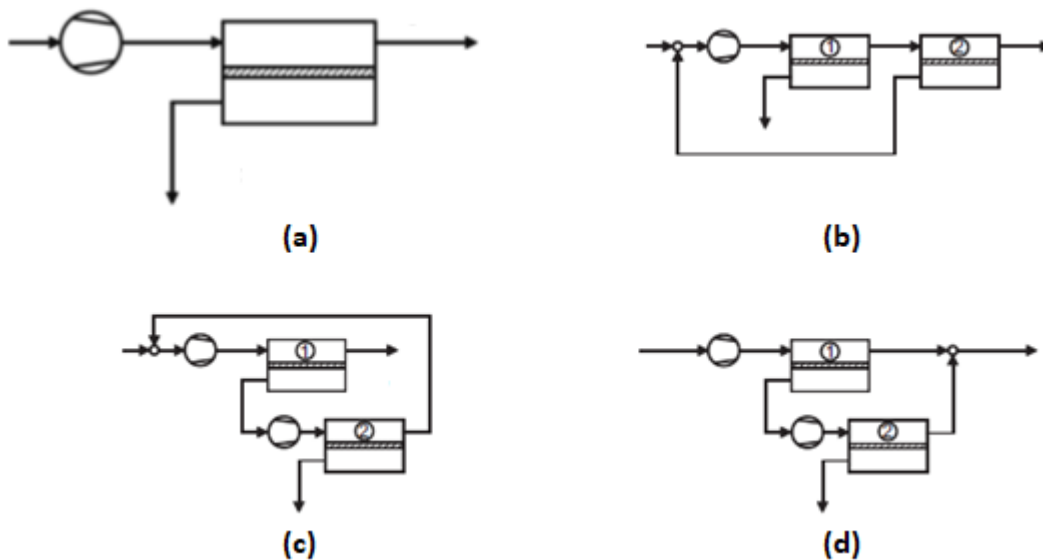 ① ②
(a) (b)
① ①
② ②
(c) (d)